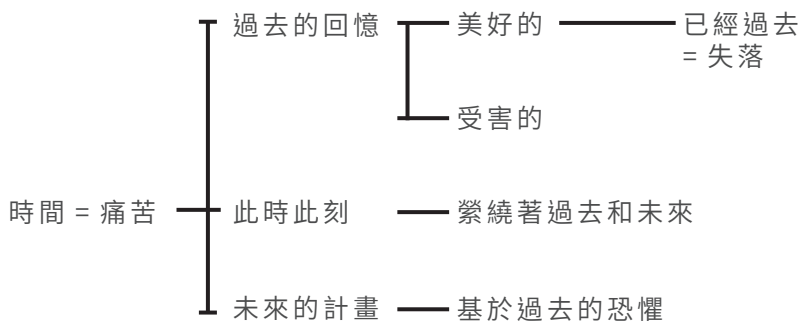 過去的回憶
美好的
已經過去
= 失落
受害的
時間 = 痛苦
此時此刻
縈繞著過去和未來
未來的計畫
基於過去的恐懼